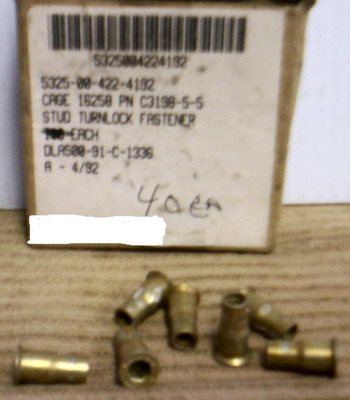 5325004224192
5325-00-422-4192
CAGE 16258 PN C3198-5-5
STUD TURNLOCK FASTENER
100 EACH
DLA500-91-C-1336
A - 4/92
40 ea